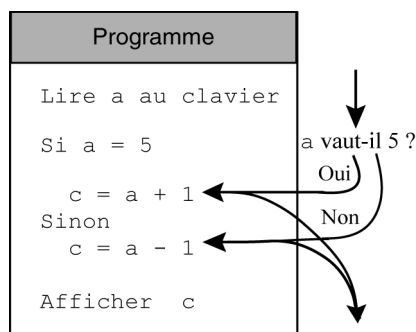 Programme
Lire a au clavier
Si a = 5
a vaut-il 5 ?
Oui
c = a + 1
Non
Sinon
c = a - 1
Afficher c